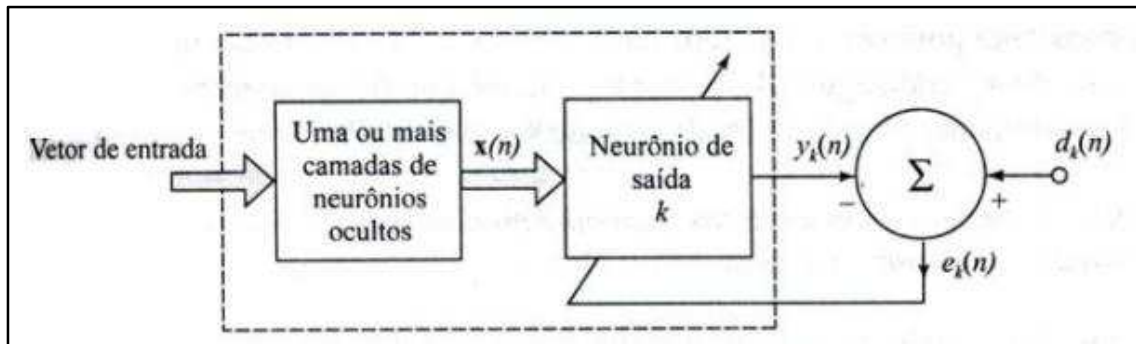 Vetor de entrada
Uma ou mais
camadas de
neurônios
ocultos
x(n)
Neurônio de
saída
k
yₖ(n)
Σ
−
+
dₖ(n)
eₖ(n)